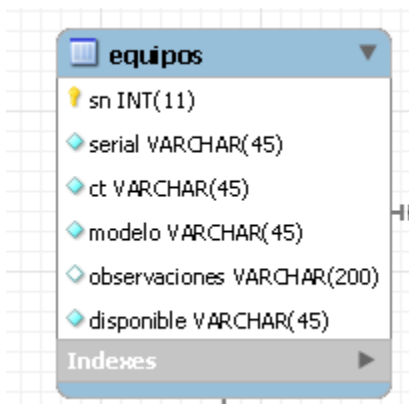 equipos
sn INT(11)
serial VARCHAR(45)
ct VARCHAR(45)
modelo VARCHAR(45)
observaciones VARCHAR(200)
disponible VARCHAR(45)
Indexes